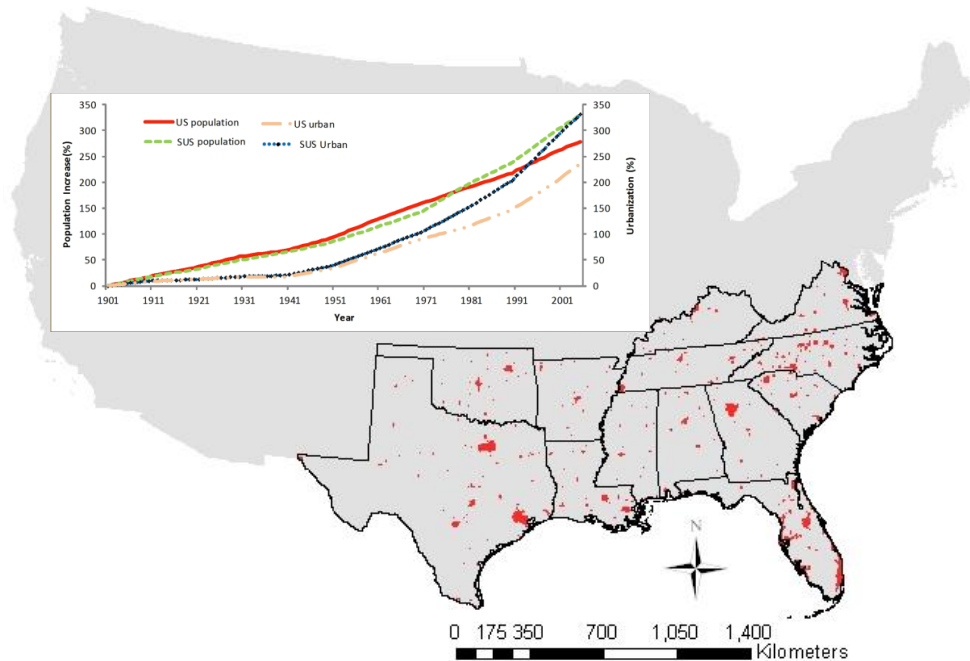 350 350
US population US urban
300 300
SUS population SUS Urban
250 250
200 200
150 150
100 100
50 50
0 0
Population Increase(%)
Urbanization (%)
1901 1911 1921 1931 1941 1951 1961 1971 1981 1991 2001
Year
N
0 175 350 700 1,050 1,400
Kilometers